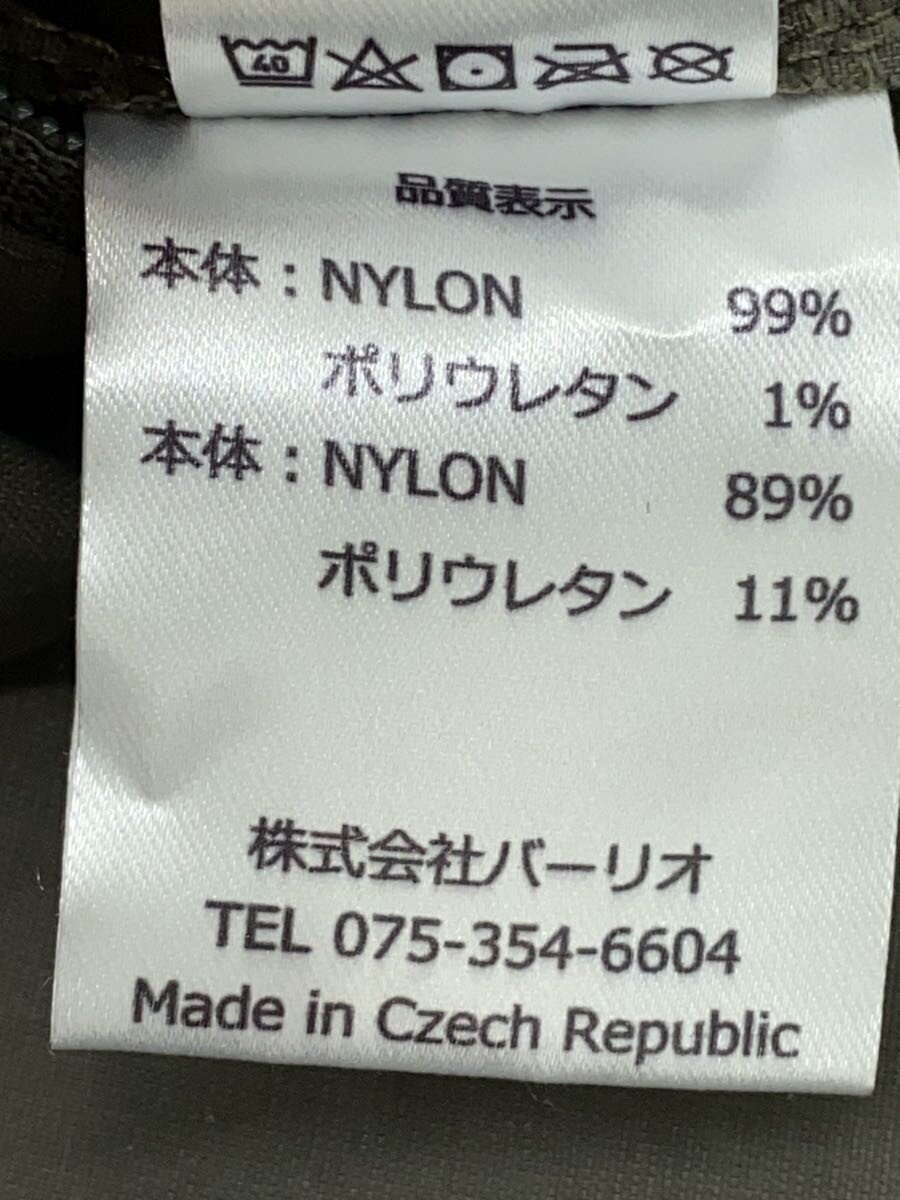 40
品質表示
本体：NYLON 99%
ポリウレタン 1%
本体：NYLON 89%
ポリウレタン 11%
株式会社バーリオ
TEL 075-354-6604
Made in Czech Republic